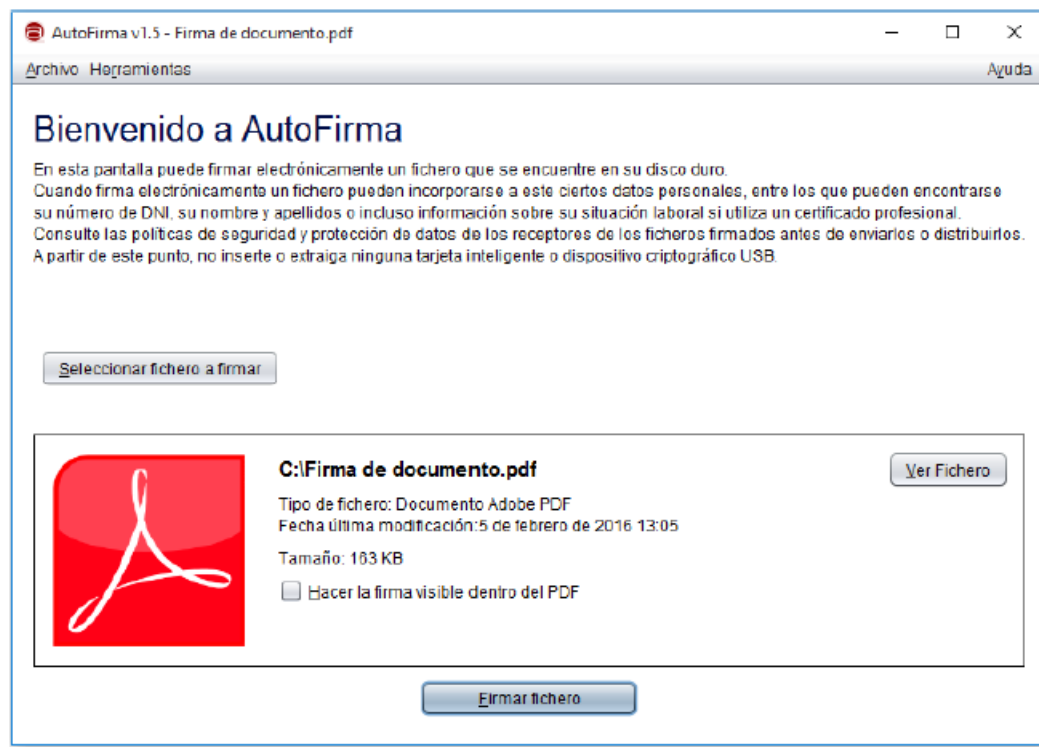 AutoFirma v1.5 - Firma de documento.pdf
Archivo Herramientas Ayuda
Bienvenido a AutoFirma
En esta pantalla puede firmar electrónicamente un fichero que se encuentre en su disco duro.
Cuando firma electrónicamente un fichero pueden incorporarse a este ciertos datos personales, entre los que pueden encontrarse
su número de DNI, su nombre y apellidos o incluso información sobre su situación laboral si utiliza un certificado profesional.
Consulte las políticas de seguridad y protección de datos de los receptores de los ficheros firmados antes de enviarlos o distribuirlos.
A partir de este punto, no inserte o extraiga ninguna tarjeta inteligente o dispositivo criptográfico USB.
Seleccionar fichero a firmar
C:\Firma de documento.pdf
Ver Fichero
Tipo de fichero: Documento Adobe PDF
Fecha última modificación:5 de febrero de 2016 13:05
Tamaño: 163 KB
Hacer la firma visible dentro del PDF
Firmar fichero